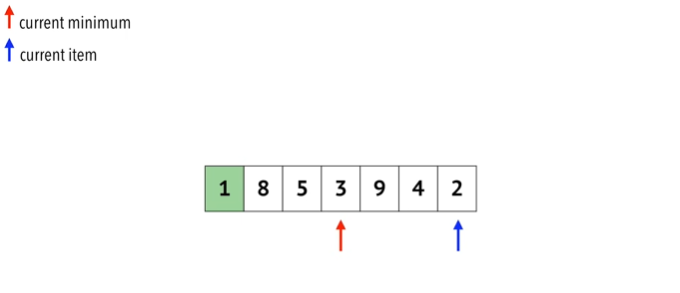 current minimum
current item
1 8 5 3 9 4 2